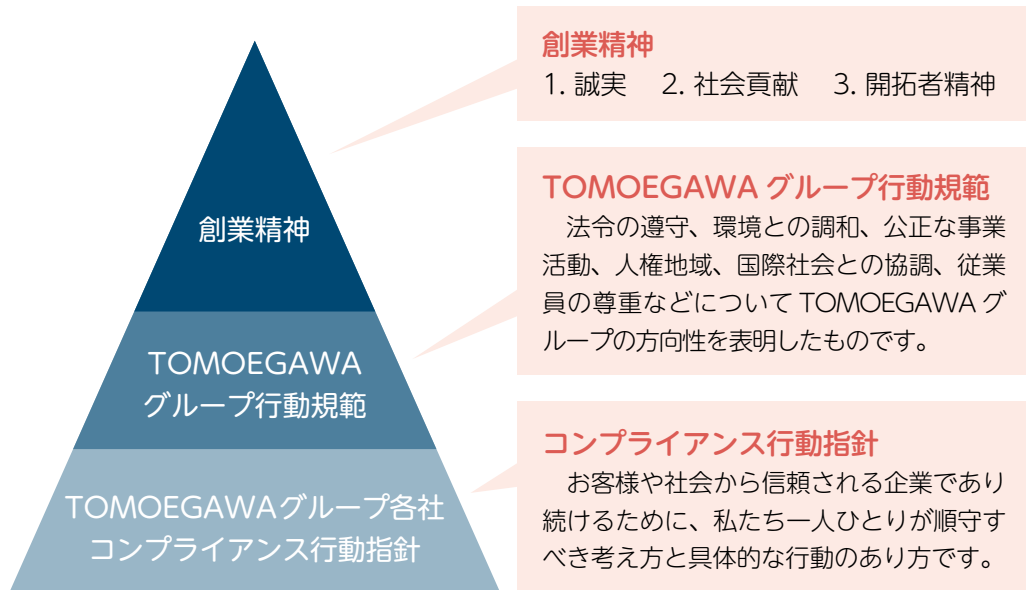 創業精神
TOMOEGAWA
グループ行動規範
TOMOEGAWAグループ各社
コンプライアンス行動指針
創業精神
1. 誠実　2. 社会貢献　3. 開拓者精神
TOMOEGAWA グループ行動規範
　法令の遵守、環境との調和、公正な事業
活動、人権地域、国際社会との協調、従業
員の尊重などについて TOMOEGAWA グ
ループの方向性を表明したものです。
コンプライアンス行動指針
　お客様や社会から信頼される企業であり
続けるために、私たち一人ひとりが順守す
べき考え方と具体的な行動のあり方です。